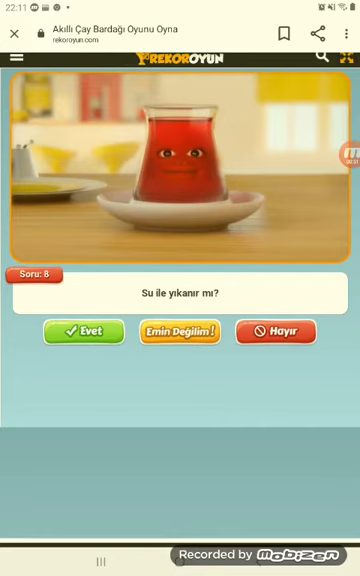 22:11
Akıllı Çay Bardağı Oyunu Oyna
rekoroyun.com
REKOROYUN
Soru: 8
Su ile yıkanır mı?
Evet
Emin Değilim!
Hayır
Recorded by Mobizen